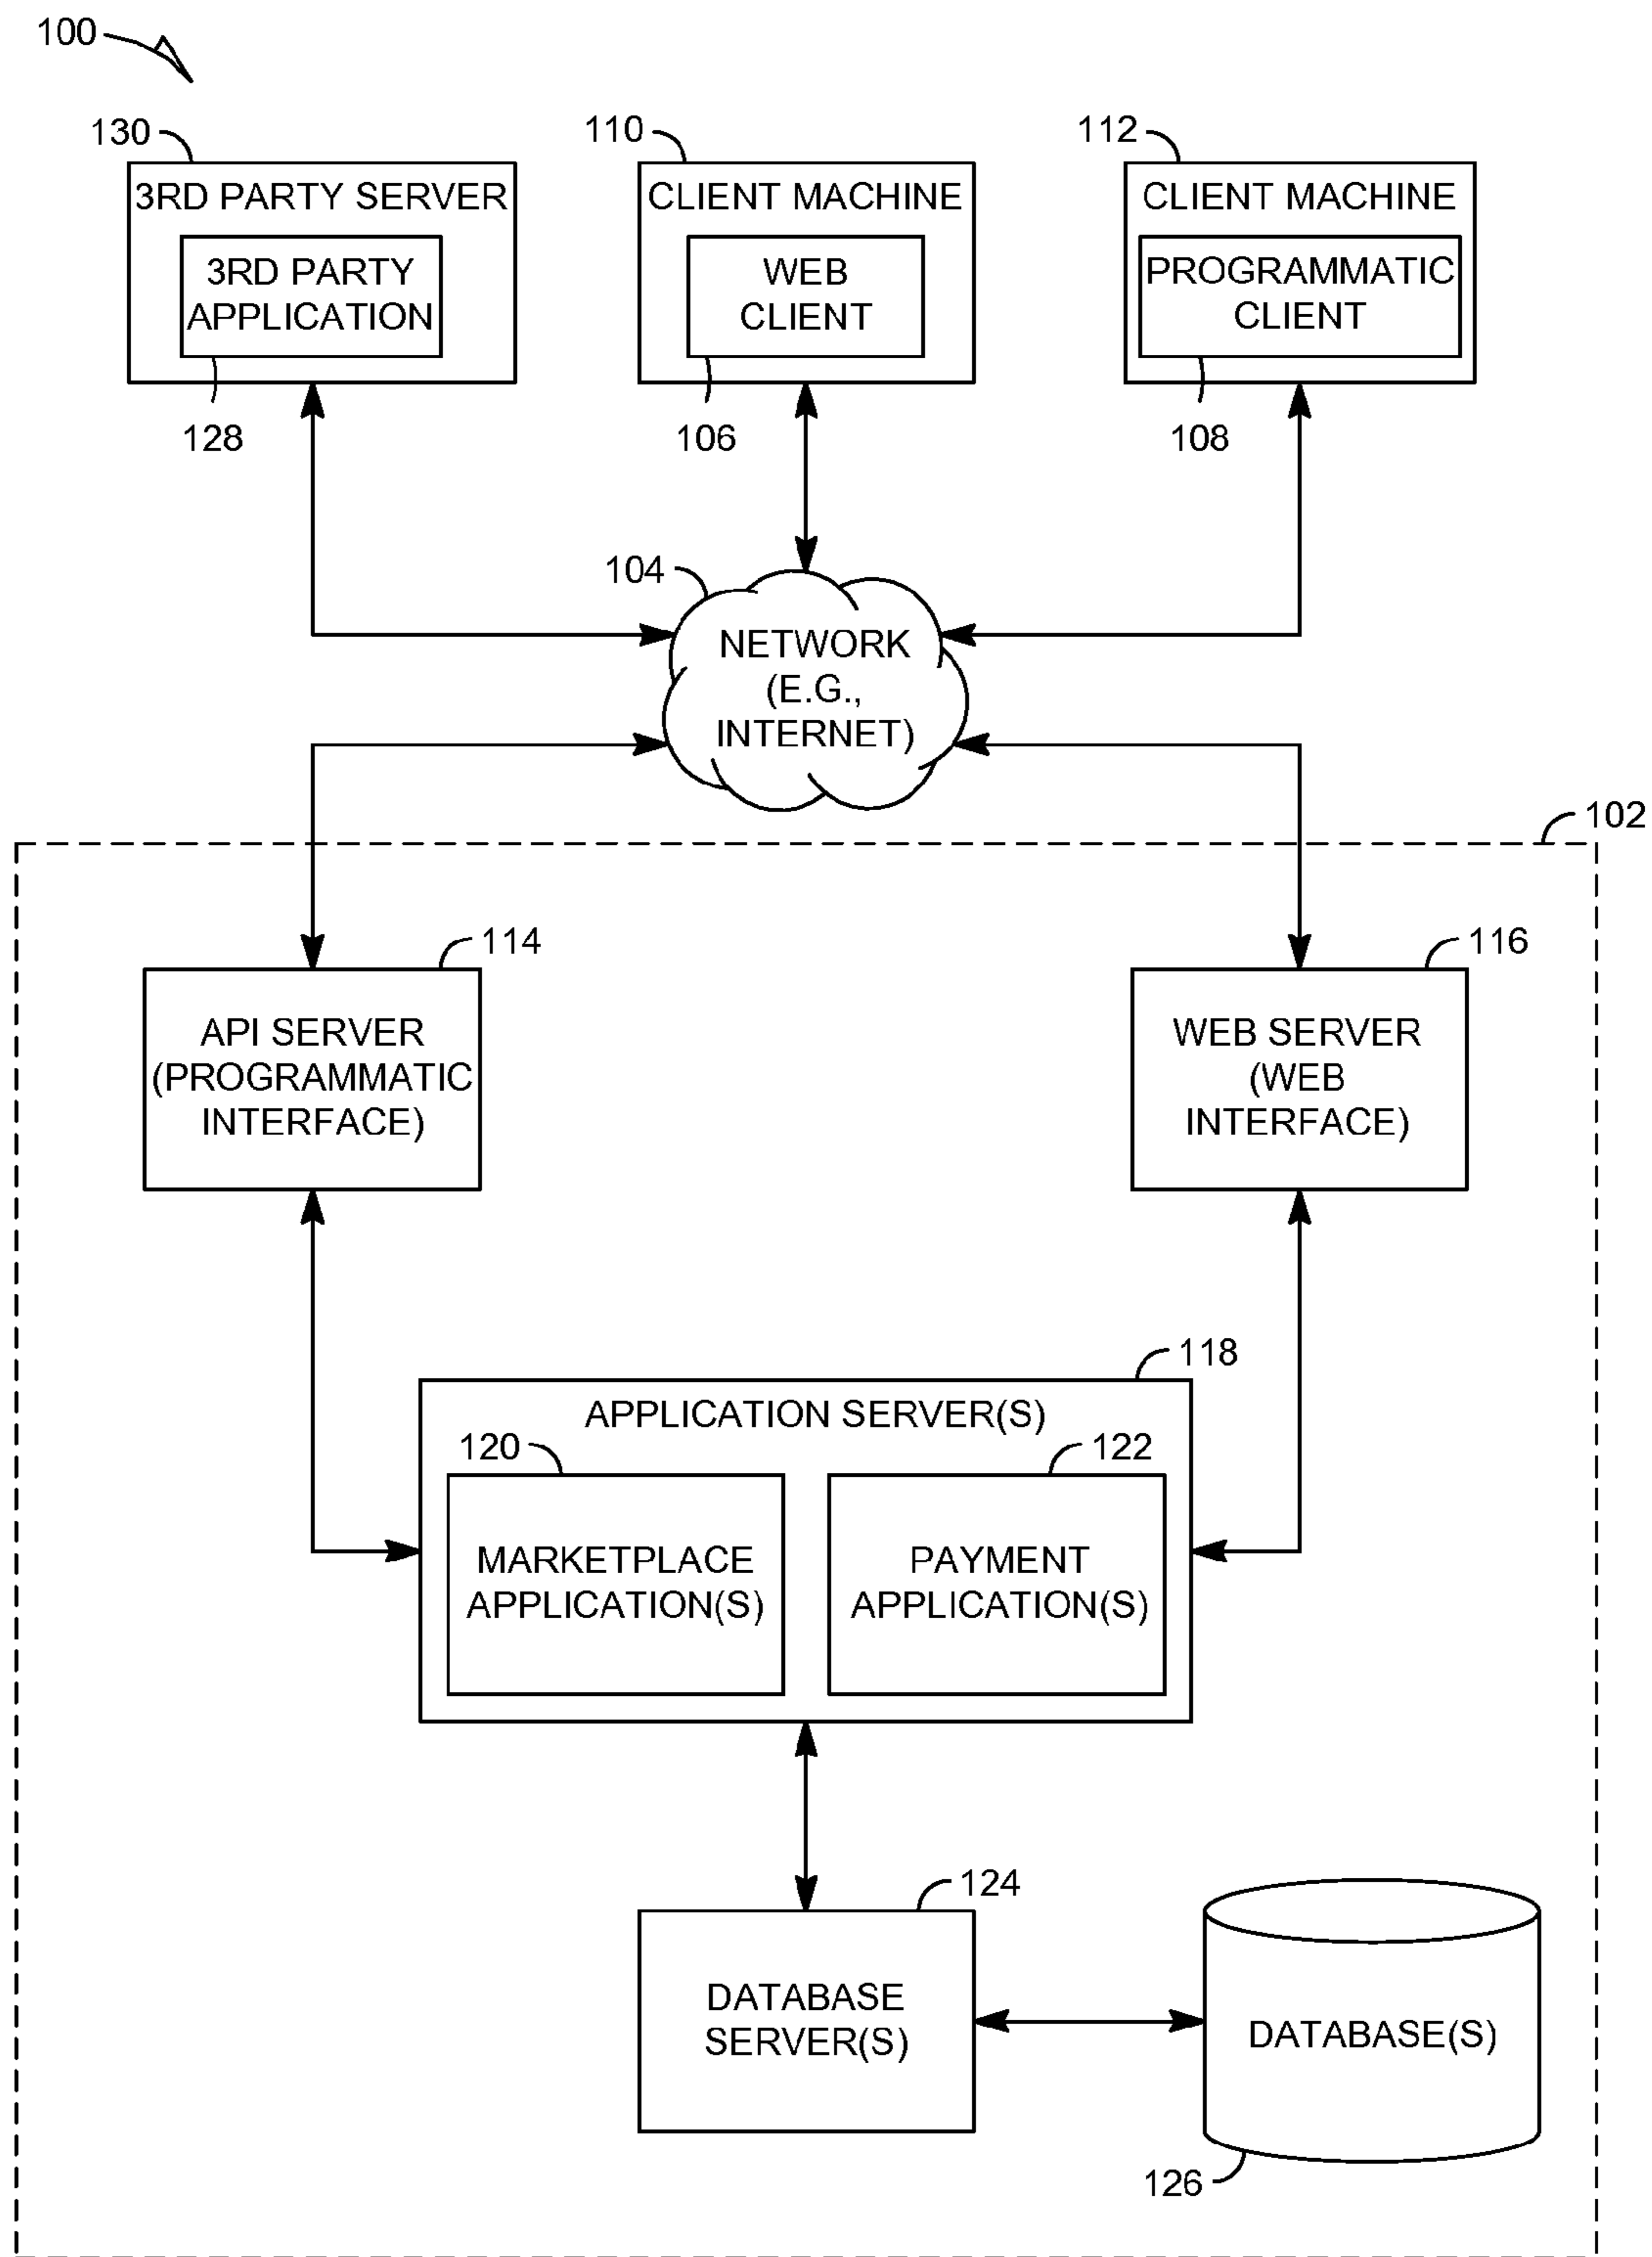 100
130
110
112
3RD PARTY SERVER
CLIENT MACHINE
CLIENT MACHINE
3RD PARTY
APPLICATION
WEB
CLIENT
PROGRAMMATIC
CLIENT
128
106
108
104
NETWORK
(E.G.,
INTERNET)
102
114
116
API SERVER
(PROGRAMMATIC
INTERFACE)
WEB SERVER
(WEB
INTERFACE)
118
APPLICATION SERVER(S)
120
122
MARKETPLACE
APPLICATION(S)
PAYMENT
APPLICATION(S)
124
DATABASE
SERVER(S)
DATABASE(S)
126